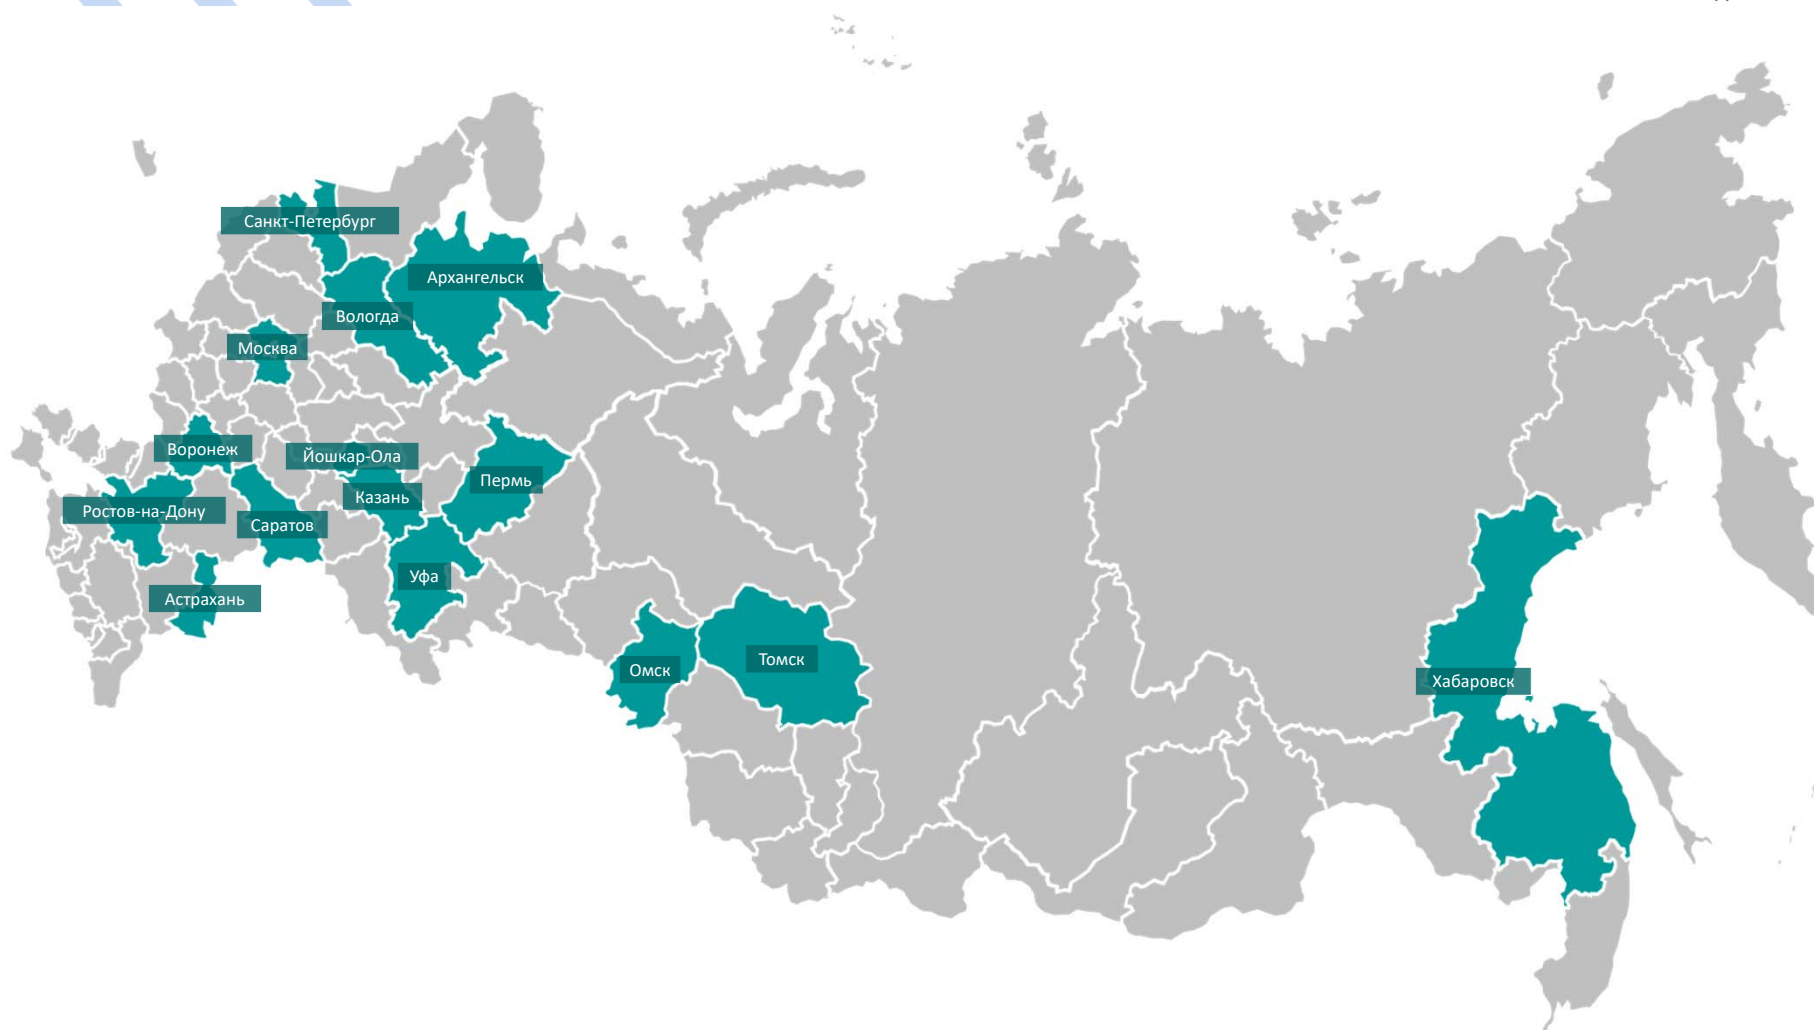 Санкт-Петербург
Архангельск
Вологда
Москва
Воронеж
Йошкар-Ола
Пермь
Казань
Ростов-на-Дону
Саратов
Уфа
Астрахань
Томск
Омск
Хабаровск